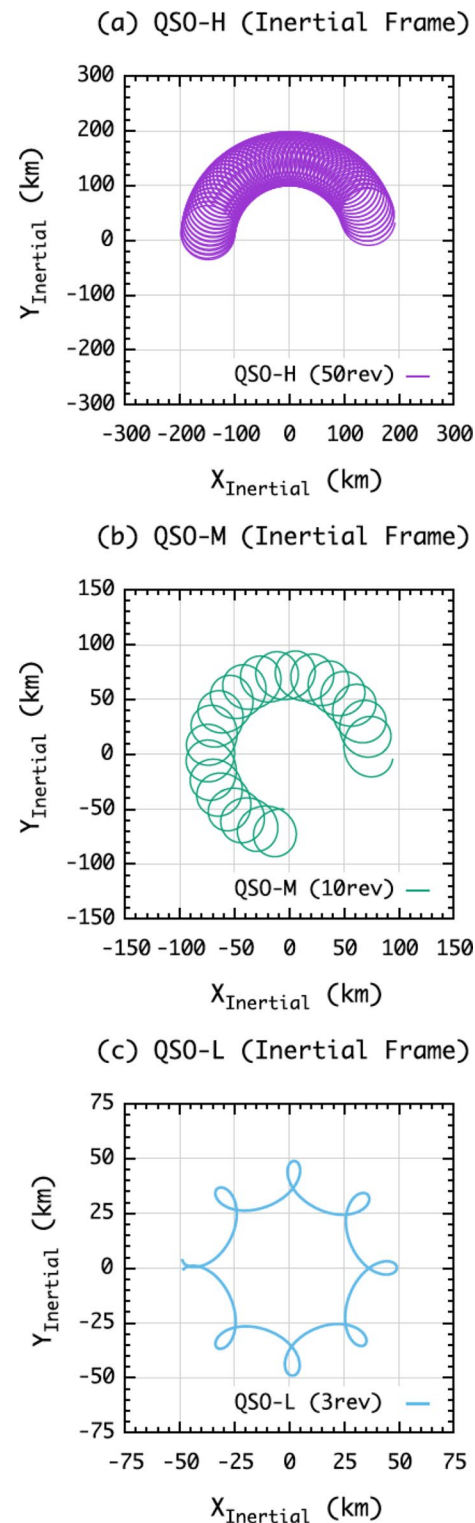 (a) QSO-H (Inertial Frame)
300
200
100
0
-100
-200
-300
Y_Inertial (km)
QSO-H (50rev)
-300 -200 -100 0 100 200 300
X_Inertial (km)
(b) QSO-M (Inertial Frame)
150
100
50
0
-50
-100
-150
Y_Inertial (km)
QSO-M (10rev)
-150 -100 -50 0 50 100 150
X_Inertial (km)
(c) QSO-L (Inertial Frame)
75
50
25
0
-25
-50
-75
Y_Inertial (km)
QSO-L (3rev)
-75 -50 -25 0 25 50 75
X_Inertial (km)